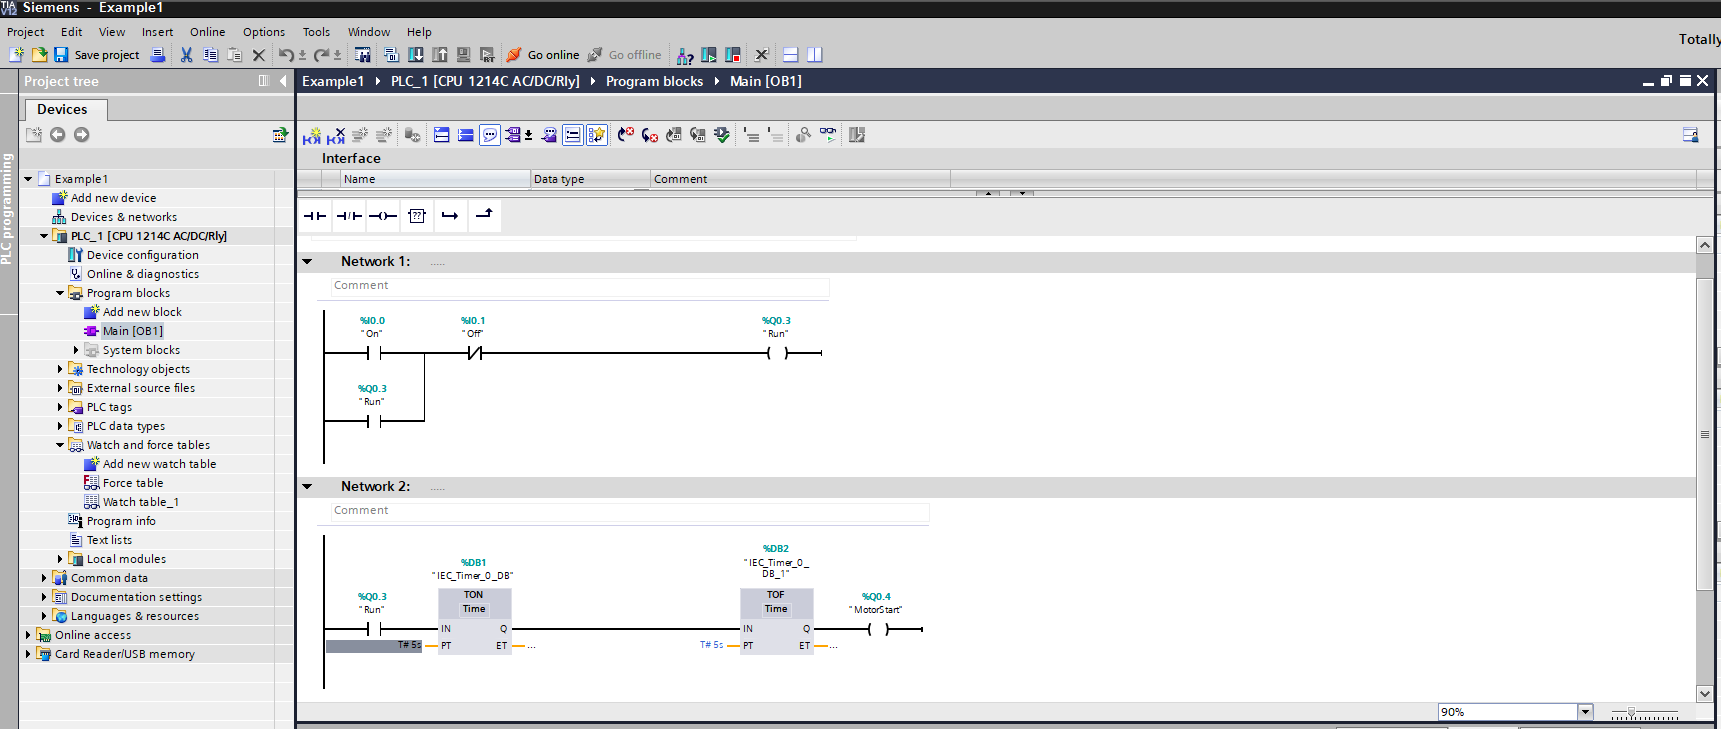 TIA
V12
Siemens - Example1
Project Edit View Insert Online Options Tools Window Help
Save project Go online Go offline
Totally
Project tree
Example1 PLC_1 [CPU 1214C AC/DC/Rly] Program blocks Main [OB1]
Devices
PLC programming
Example1
Add new device
Devices & networks
PLC_1 [CPU 1214C AC/DC/Rly]
Device configuration
Online & diagnostics
Program blocks
Add new block
Main [OB1]
System blocks
Technology objects
External source files
PLC tags
PLC data types
Watch and force tables
Add new watch table
Force table
Watch table_1
Program info
Text lists
Local modules
Common data
Documentation settings
Languages & resources
Online access
Card Reader/USB memory
Interface
Name Data type Comment
??
Network 1: .....
Comment
%I0.0 %I0.1 %Q0.3
"On" "Off" "Run"
%Q0.3
"Run"
Network 2: .....
Comment
%DB1
"IEC_Timer_0_DB"
%DB2
"IEC_Timer_0_
DB_1"
%Q0.3
"Run"
TON
Time
IN Q
T# 5s PT ET ...
TOF
Time
IN Q
T# 5s PT ET ...
%Q0.4
"MotorStart"
90%